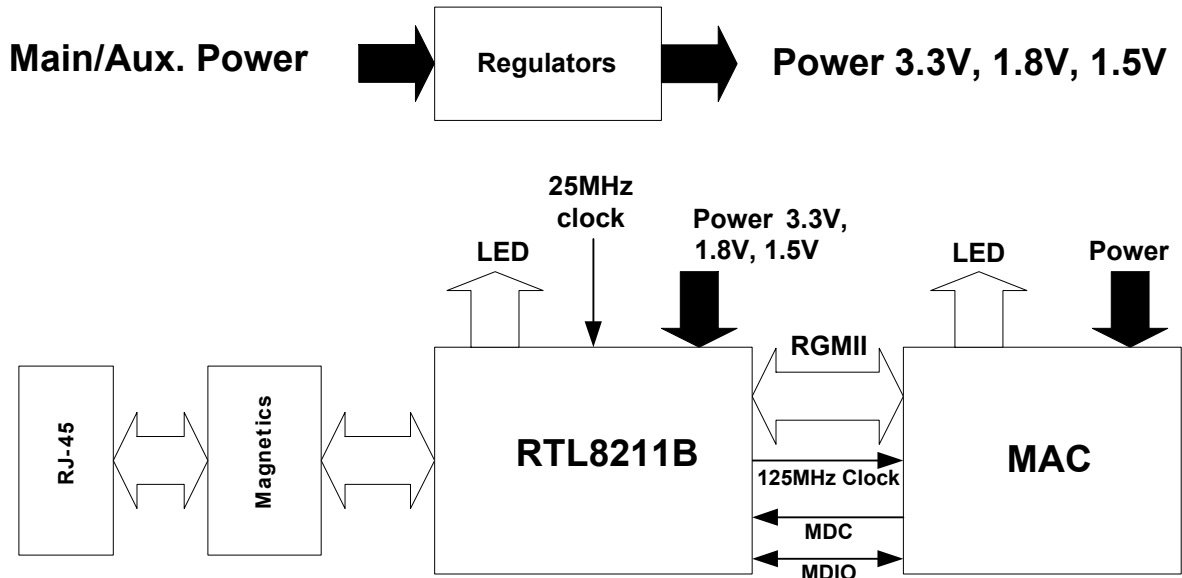 Main/Aux. Power
Regulators
Power 3.3V, 1.8V, 1.5V
25MHz
clock
Power 3.3V,
1.8V, 1.5V
LED
LED
Power
RGMII
RJ-45
Magnetics
RTL8211B
MAC
125MHz Clock
MDC
MDIO